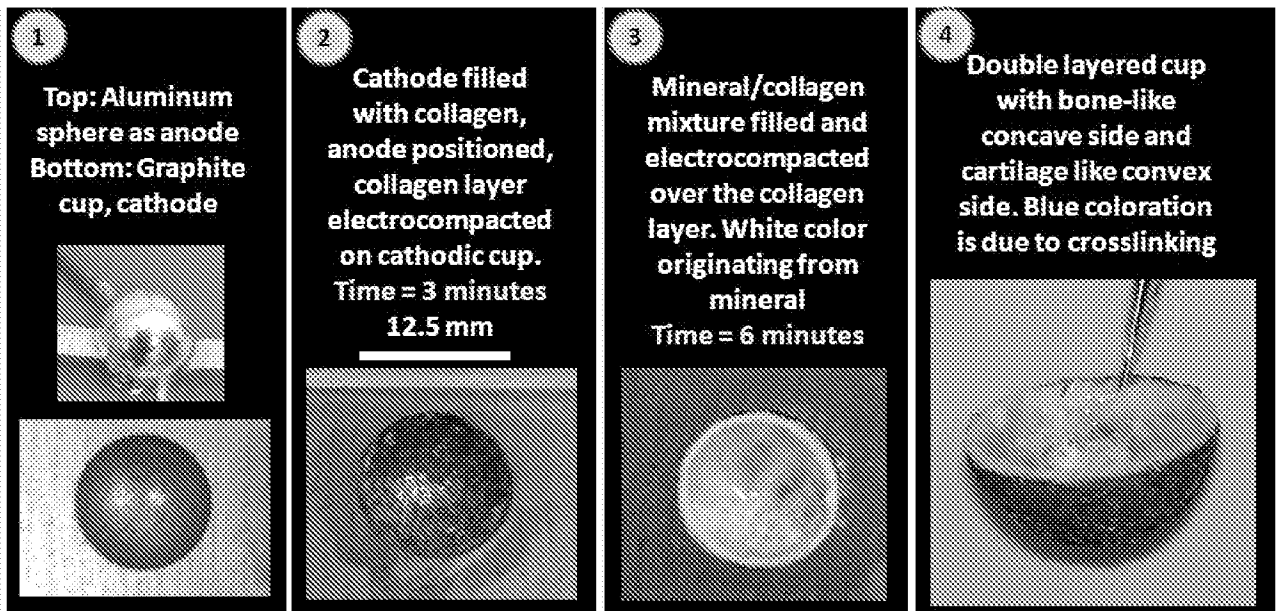 1
Top: Aluminum
sphere as anode
Bottom: Graphite
cup, cathode
2
Cathode filled
with collagen,
anode positioned,
collagen layer
electrocompacted
on cathodic cup.
Time = 3 minutes
12.5 mm
3
Mineral/collagen
mixture filled and
electrocompacted
over the collagen
layer. White color
originating from
mineral
Time = 6 minutes
4
Double layered cup
with bone-like
concave side and
cartilage like convex
side. Blue coloration
is due to crosslinking